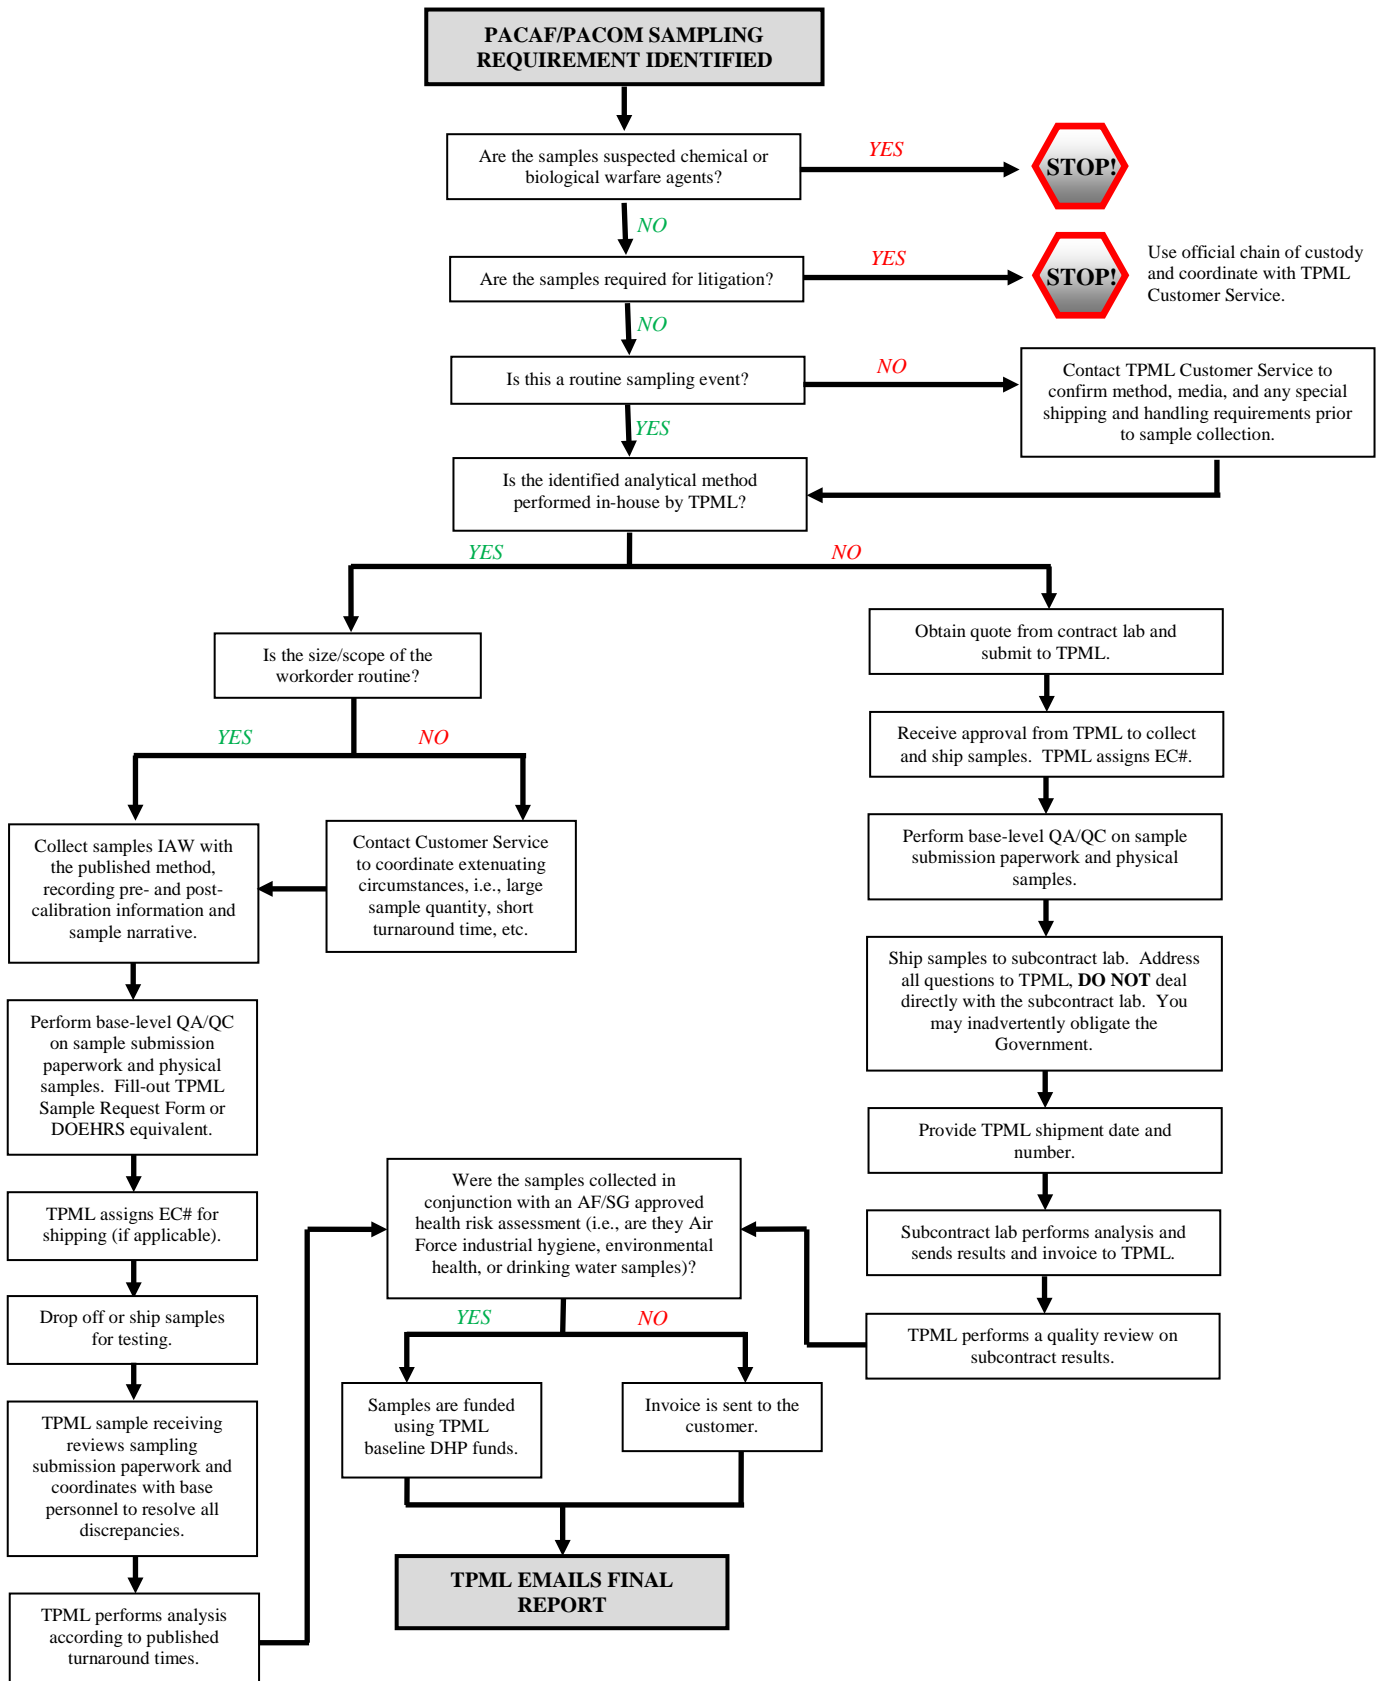 PACAF/PACOM SAMPLING
REQUIREMENT IDENTIFIED
Are the samples suspected chemical or
biological warfare agents?
YES
STOP!
NO
Are the samples required for litigation?
YES
STOP!
Use official chain of custody
and coordinate with TPML
Customer Service.
NO
Is this a routine sampling event?
NO
Contact TPML Customer Service to
confirm method, media, and any special
shipping and handling requirements prior
to sample collection.
YES
Is the identified analytical method
performed in-house by TPML?
YES
NO
Is the size/scope of the
workorder routine?
YES
NO
Collect samples IAW with
the published method,
recording pre- and post-
calibration information and
sample narrative.
Contact Customer Service
to coordinate extenuating
circumstances, i.e., large
sample quantity, short
turnaround time, etc.
Perform base-level QA/QC
on sample submission
paperwork and physical
samples.  Fill-out TPML
Sample Request Form or
DOEHRS equivalent.
TPML assigns EC# for
shipping (if applicable).
Drop off or ship samples
for testing.
TPML sample receiving
reviews sampling
submission paperwork and
coordinates with base
personnel to resolve all
discrepancies.
TPML performs analysis
according to published
turnaround times.
Obtain quote from contract lab and
submit to TPML.
Receive approval from TPML to collect
and ship samples.  TPML assigns EC#.
Perform base-level QA/QC on sample
submission paperwork and physical
samples.
Ship samples to subcontract lab.  Address
all questions to TPML, DO NOT deal
directly with the subcontract lab.  You
may inadvertently obligate the
Government.
Provide TPML shipment date and
number.
Subcontract lab performs analysis and
sends results and invoice to TPML.
TPML performs a quality review on
subcontract results.
Were the samples collected in
conjunction with an AF/SG approved
health risk assessment (i.e., are they Air
Force industrial hygiene, environmental
health, or drinking water samples)?
YES
NO
Samples are funded
using TPML
baseline DHP funds.
Invoice is sent to the
customer.
TPML EMAILS FINAL
REPORT